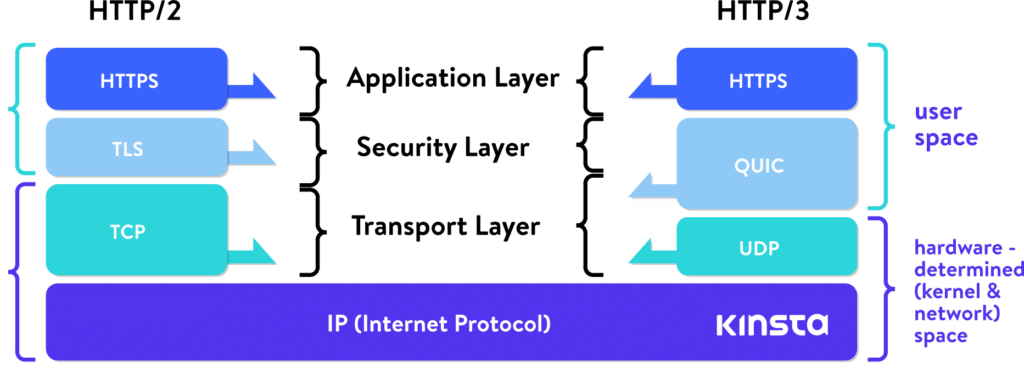 HTTP/2
HTTP/3
HTTPS
Application Layer
HTTPS
user
space
TLS
Security Layer
QUIC
TCP
Transport Layer
UDP
hardware -
determined
(kernel &
network)
space
IP (Internet Protocol)
KINSTA